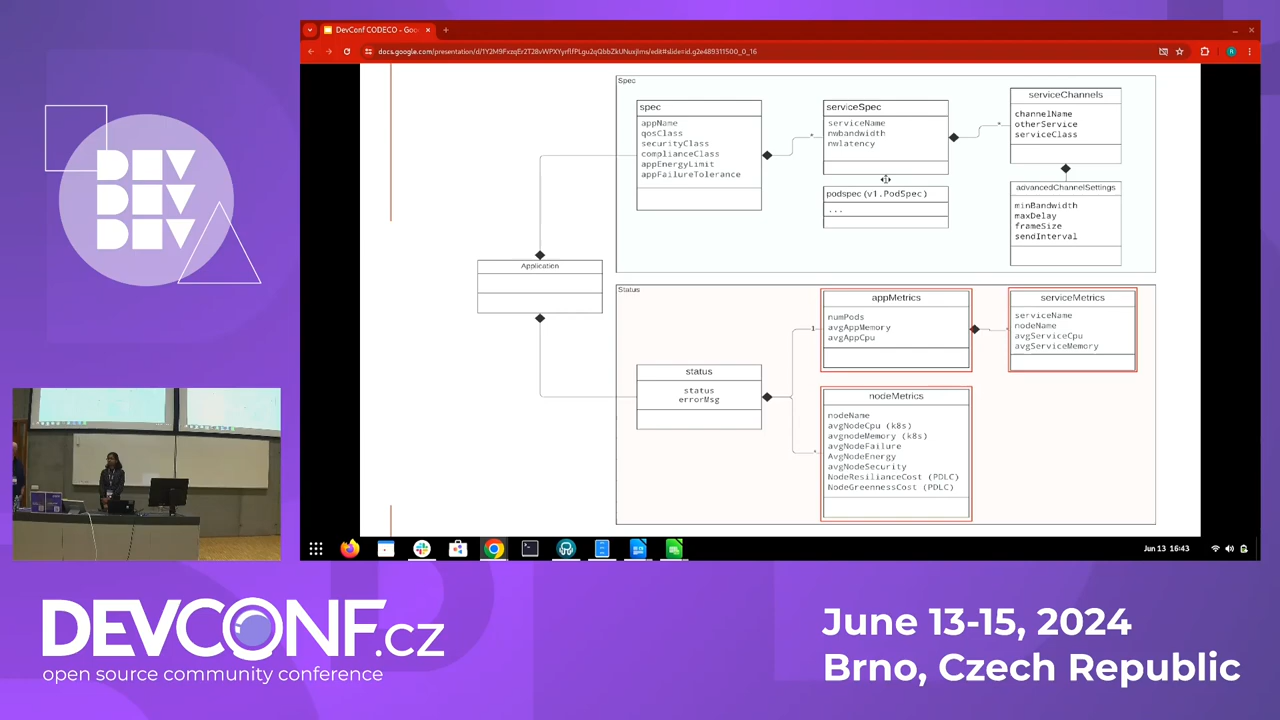 DevConf CODECO - Goo
docs.google.com/presentation/d/1Y2M9FxzqEr2T28vWPXYyrflfPLgu2qQbbZkUNuxjlms/edit#slide=id.g2e489311500_0_16
DEV
DEV
Spec
spec
appName
qosClass
securityClass
complianceClass
appEnergyLimit
appFailureTolerance
serviceSpec
serviceName
nwbandwidth
nwlatency
podspec(v1.PodSpec)
...
serviceChannels
channelName
otherService
serviceClass
advancedChannelSettings
minBandwidth
maxDelay
frameSize
sendInterval
*
*
Application
Status
status
status
errorMsg
1
*
appMetrics
numPods
avgAppMemory
avgAppCpu
serviceMetrics
serviceName
nodeName
avgServiceCpu
avgServiceMemory
nodeMetrics
nodeName
avgNodeCpu (k8s)
avgnodeMemory (k8s)
avgNodeFailure
AvgNodeEnergy
avgNodeSecurity
NodeResilianceCost (PDLC)
NodeGreennessCost (PDLC)
Jun 13 16:43
DEVCONF.cz
open source community conference
June 13-15, 2024
Brno, Czech Republic